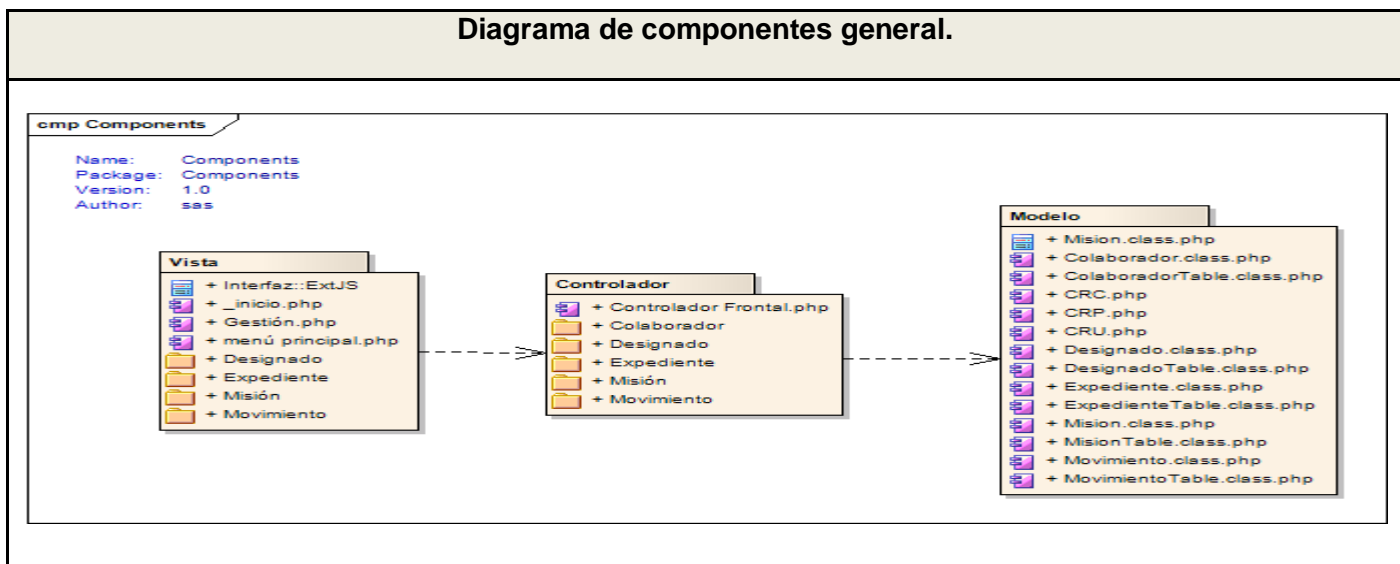 Diagrama de componentes general.
cmp Components
Name: Components
Package: Components
Version: 1.0
Author: sas
Vista
+ Interfaz::ExtJS
+ _inicio.php
+ Gestión.php
+ menú principal.php
+ Designado
+ Expediente
+ Misión
+ Movimiento
Controlador
+ Controlador Frontal.php
+ Colaborador
+ Designado
+ Expediente
+ Misión
+ Movimiento
Modelo
+ Mision.class.php
+ Colaborador.class.php
+ ColaboradorTable.class.php
+ CRC.php
+ CRP.php
+ CRU.php
+ Designado.class.php
+ DesignadoTable.class.php
+ Expediente.class.php
+ ExpedienteTable.class.php
+ Mision.class.php
+ MisionTable.class.php
+ Movimiento.class.php
+ MovimientoTable.class.php